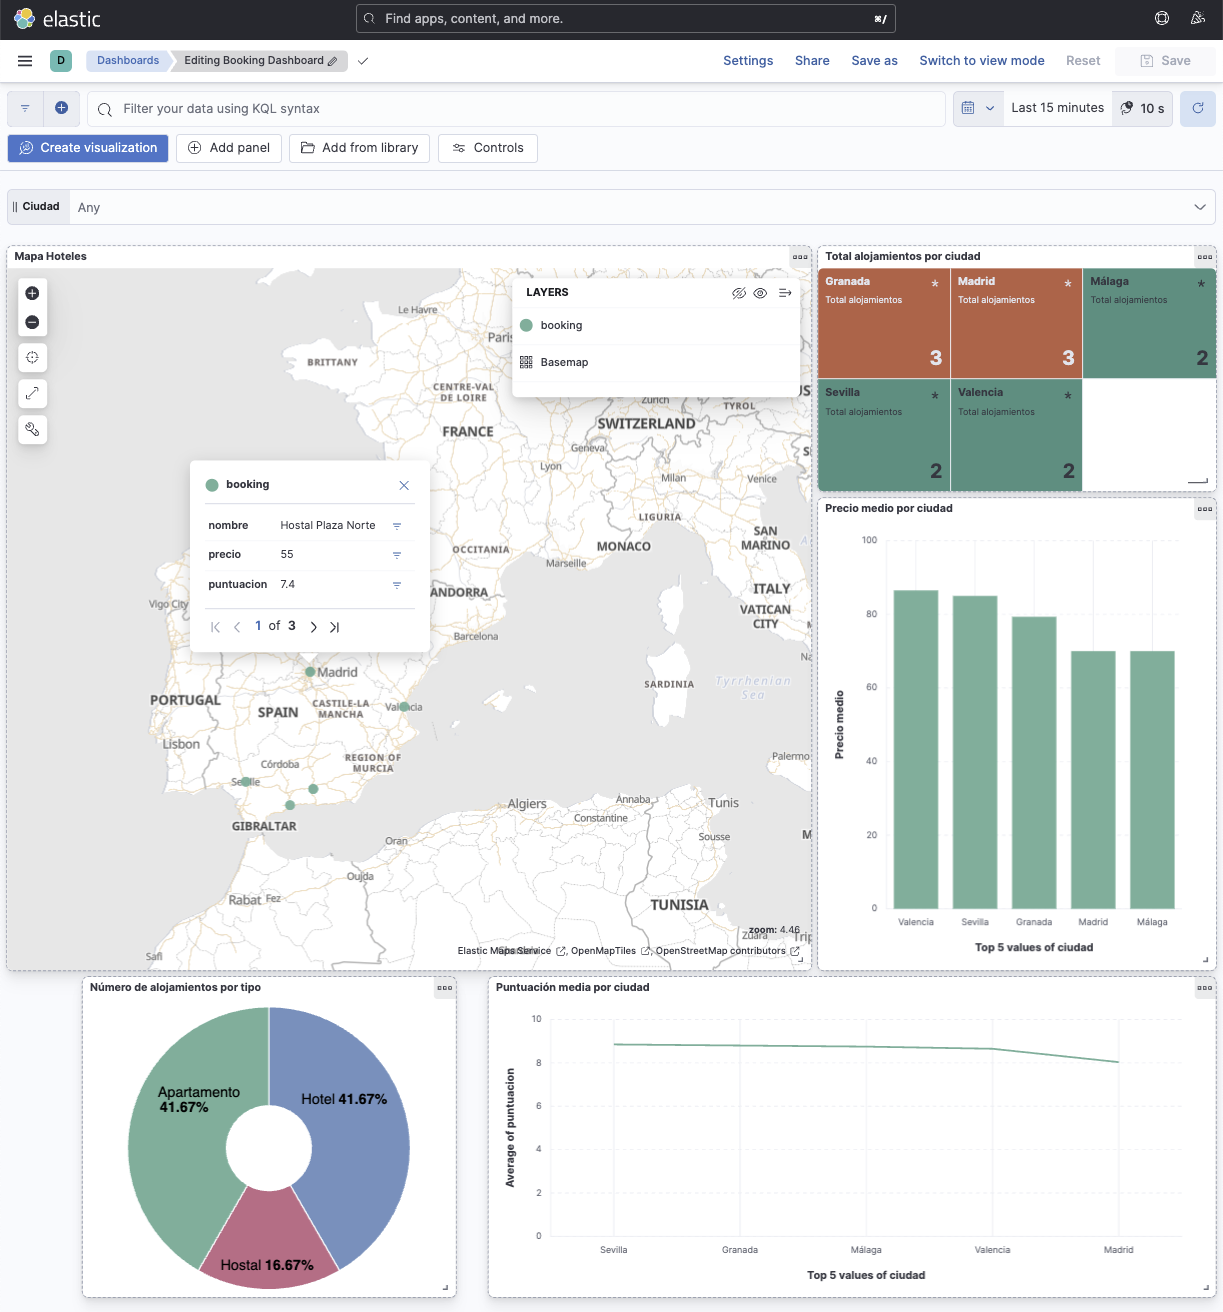 elastic
Find apps, content, and more.
⌘/
D
Dashboards
Editing Booking Dashboard
Settings
Share
Save as
Switch to view mode
Reset
Save
Filter your data using KQL syntax
Last 15 minutes
10 s
Create visualization
Add panel
Add from library
Controls
Ciudad
Any
Mapa Hoteles
LAYERS
booking
Basemap
Le Havre
Paris
BRITTANY
CENTRE-VAL
DE LOIRE
Zurich
TYROL
FRANCE
SWITZERLAND
Geneva
Lyon
Milan
Venice
LIGURIA
SAN
MARINO
MONACO
OCCITANIA
Marseille
ITALY
VATICAN
CITY
ANDORRA
Vigo City
Barcelona
booking
nombre Hostal Plaza Norte
precio 55
puntuacion 7.4
1 of 3
Madrid
SARDINIA
Tyrrhenian
Sea
PORTUGAL
SPAIN
CASTILE-LA
MANCHA
Valencia
Lisbon
Palermo
Córdoba
REGION OF
MURCIA
Seville
GIBRALTAR
Algiers
Annaba
Tunis
Constantine
Oran
Sousse
Oujda
Rabat
Fez
TUNISIA
Safi
Zuara
zoom: 4.46
Elastic Maps Service, OpenMapTiles, OpenStreetMap contributors
Total alojamientos por ciudad
Granada
Total alojamientos
3
Madrid
Total alojamientos
3
Málaga
Total alojamientos
2
Sevilla
Total alojamientos
2
Valencia
Total alojamientos
2
Precio medio por ciudad
100
80
60
40
20
0
Precio medio
Valencia
Sevilla
Granada
Madrid
Málaga
Top 5 values of ciudad
Número de alojamientos por tipo
Apartamento
41.67%
Hotel 41.67%
Hostal 16.67%
Puntuación media por ciudad
10
8
6
4
2
0
Average of puntuacion
Sevilla
Granada
Málaga
Valencia
Madrid
Top 5 values of ciudad